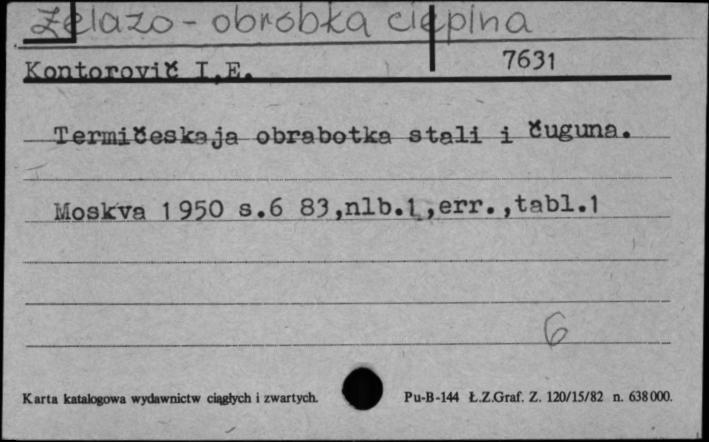 Żelazo - obróbka cieplna
Kontorovič I.E. 7631
Termičeskaja obrabotka stali i čuguna.
Moskva 1950 s.6 83,nlb.1,err.,tabl.1
6
Karta katalogowa wydawnictw ciągłych i zwartych. Pu-B-144 Ł.Z.Graf. Z. 120/15/82 n. 638000.